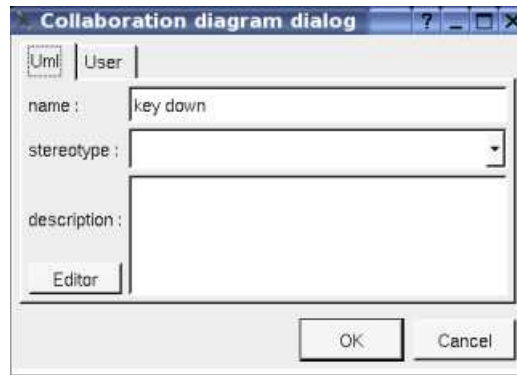 Collaboration diagram dialog ?
Uml User
name : key down
stereotype :
description :
Editor
OK Cancel